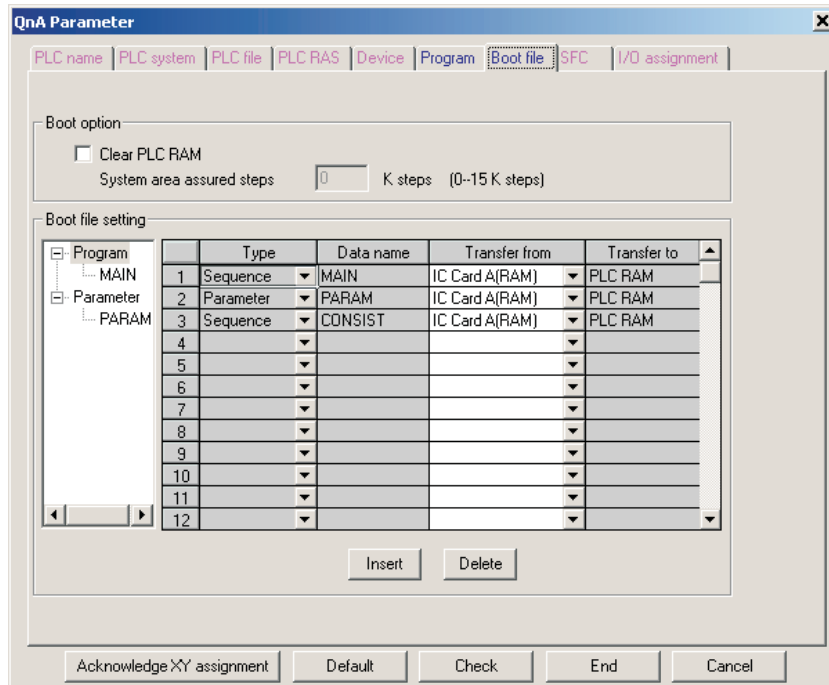 QnA Parameter
PLC name PLC system PLC file PLC RAS Device Program Boot file SFC I/O assignment
Boot option
Clear PLC RAM
System area assured steps 0 K steps (0--15 K steps)
Boot file setting
Program
MAIN
Parameter
PARAM
Type Data name Transfer from Transfer to
1 Sequence MAIN IC Card A(RAM) PLC RAM
2 Parameter PARAM IC Card A(RAM) PLC RAM
3 Sequence CONSIST IC Card A(RAM) PLC RAM
4
5
6
7
8
9
10
11
12
Insert Delete
Acknowledge XY assignment Default Check End Cancel